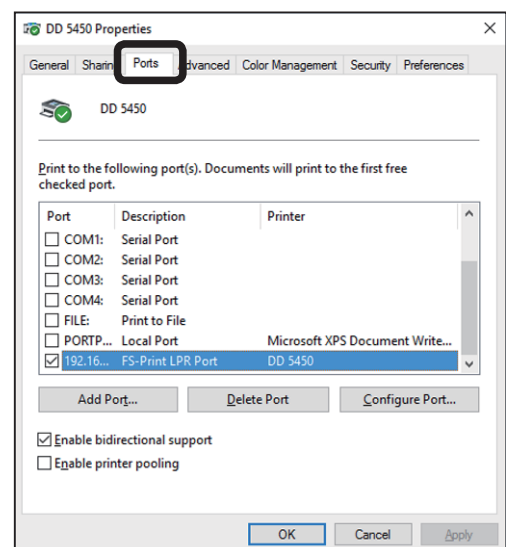 DD 5450 Properties
General Sharin Ports dvanced Color Management Security Preferences
DD 5450
Print to the following port(s). Documents will print to the first free
checked port.
Port Description Printer
COM1: Serial Port
COM2: Serial Port
COM3: Serial Port
COM4: Serial Port
FILE: Print to File
PORTP... Local Port Microsoft XPS Document Write...
192.16... FS-Print LPR Port DD 5450
Add Port... Delete Port Configure Port...
Enable bidirectional support
Enable printer pooling
OK Cancel Apply